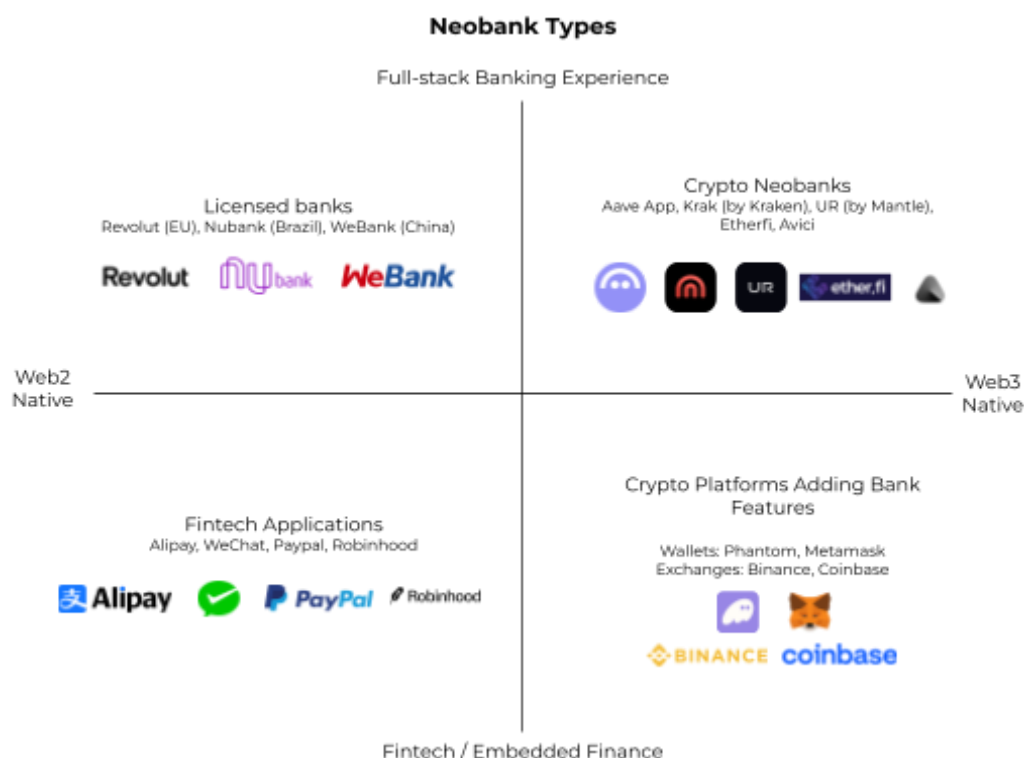 Neobank Types
Full-stack Banking Experience
Licensed banks
Revolut (EU), Nubank (Brazil), WeBank (China)
Revolut
nu bank
WeBank
Crypto Neobanks
Aave App, Krak (by Kraken), UR (by Mantle),
Etherfi, Avici
UR
ether.fi
Web2
Native
Web3
Native
Fintech Applications
Alipay, WeChat, Paypal, Robinhood
支 Alipay
PayPal
Robinhood
Crypto Platforms Adding Bank
Features
Wallets: Phantom, Metamask
Exchanges: Binance, Coinbase
BINANCE
coinbase
Fintech / Embedded Finance